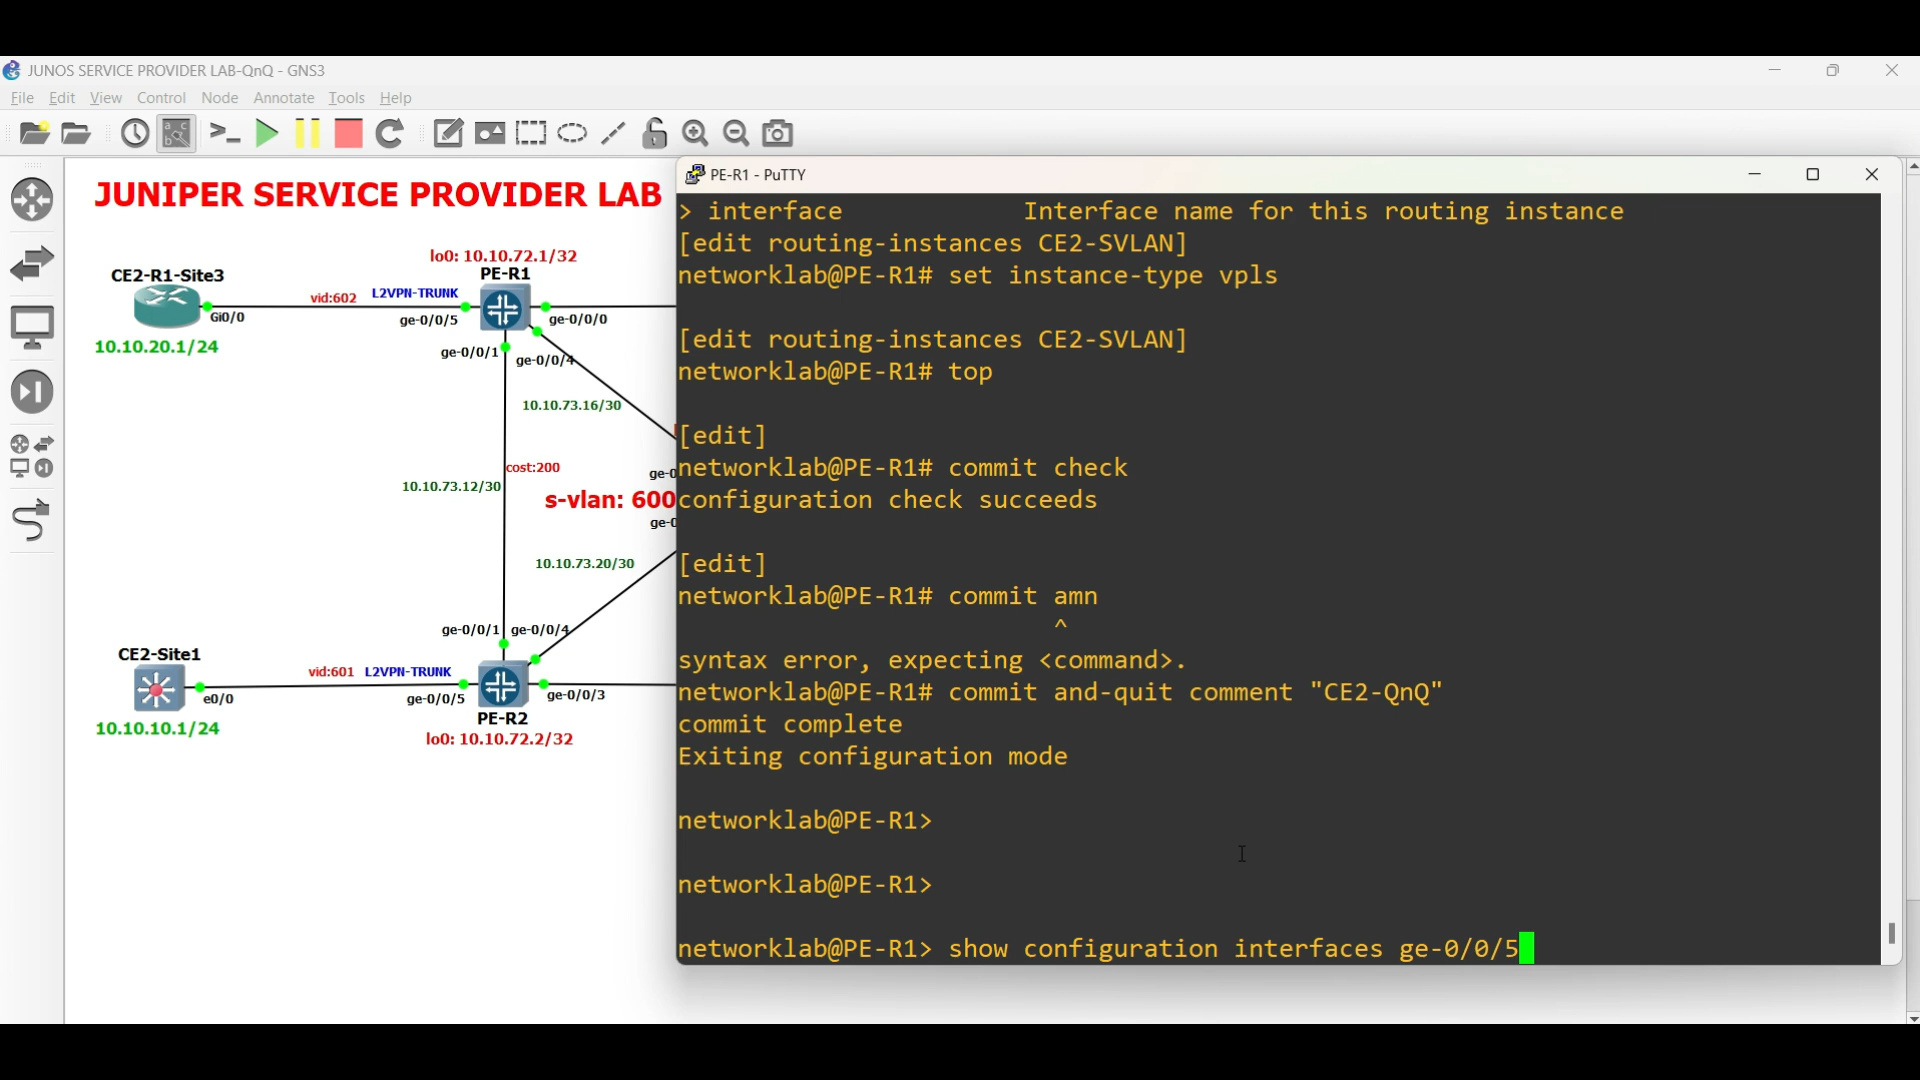 JUNOS SERVICE PROVIDER LAB-QnQ - GNS3
File Edit View Control Node Annotate Tools Help
JUNIPER SERVICE PROVIDER LAB
lo0: 10.10.72.1/32
PE-R1
CE2-R1-Site3
vid:602 L2VPN-TRUNK
Gi0/0
ge-0/0/5
ge-0/0/0
10.10.20.1/24
ge-0/0/1
ge-0/0/4
10.10.73.16/30
cost:200
10.10.73.12/30
s-vlan: 600
10.10.73.20/30
ge-0/0/1 ge-0/0/4
CE2-Site1
vid:601 L2VPN-TRUNK
e0/0
ge-0/0/5
ge-0/0/3
PE-R2
10.10.10.1/24
lo0: 10.10.72.2/32
PE-R1 - PuTTY
> interface Interface name for this routing instance
[edit routing-instances CE2-SVLAN]
networklab@PE-R1# set instance-type vpls
[edit routing-instances CE2-SVLAN]
networklab@PE-R1# top
[edit]
networklab@PE-R1# commit check
configuration check succeeds
[edit]
networklab@PE-R1# commit amn
^
syntax error, expecting <command>.
networklab@PE-R1# commit and-quit comment "CE2-QnQ"
commit complete
Exiting configuration mode
networklab@PE-R1>
networklab@PE-R1>
networklab@PE-R1> show configuration interfaces ge-0/0/5